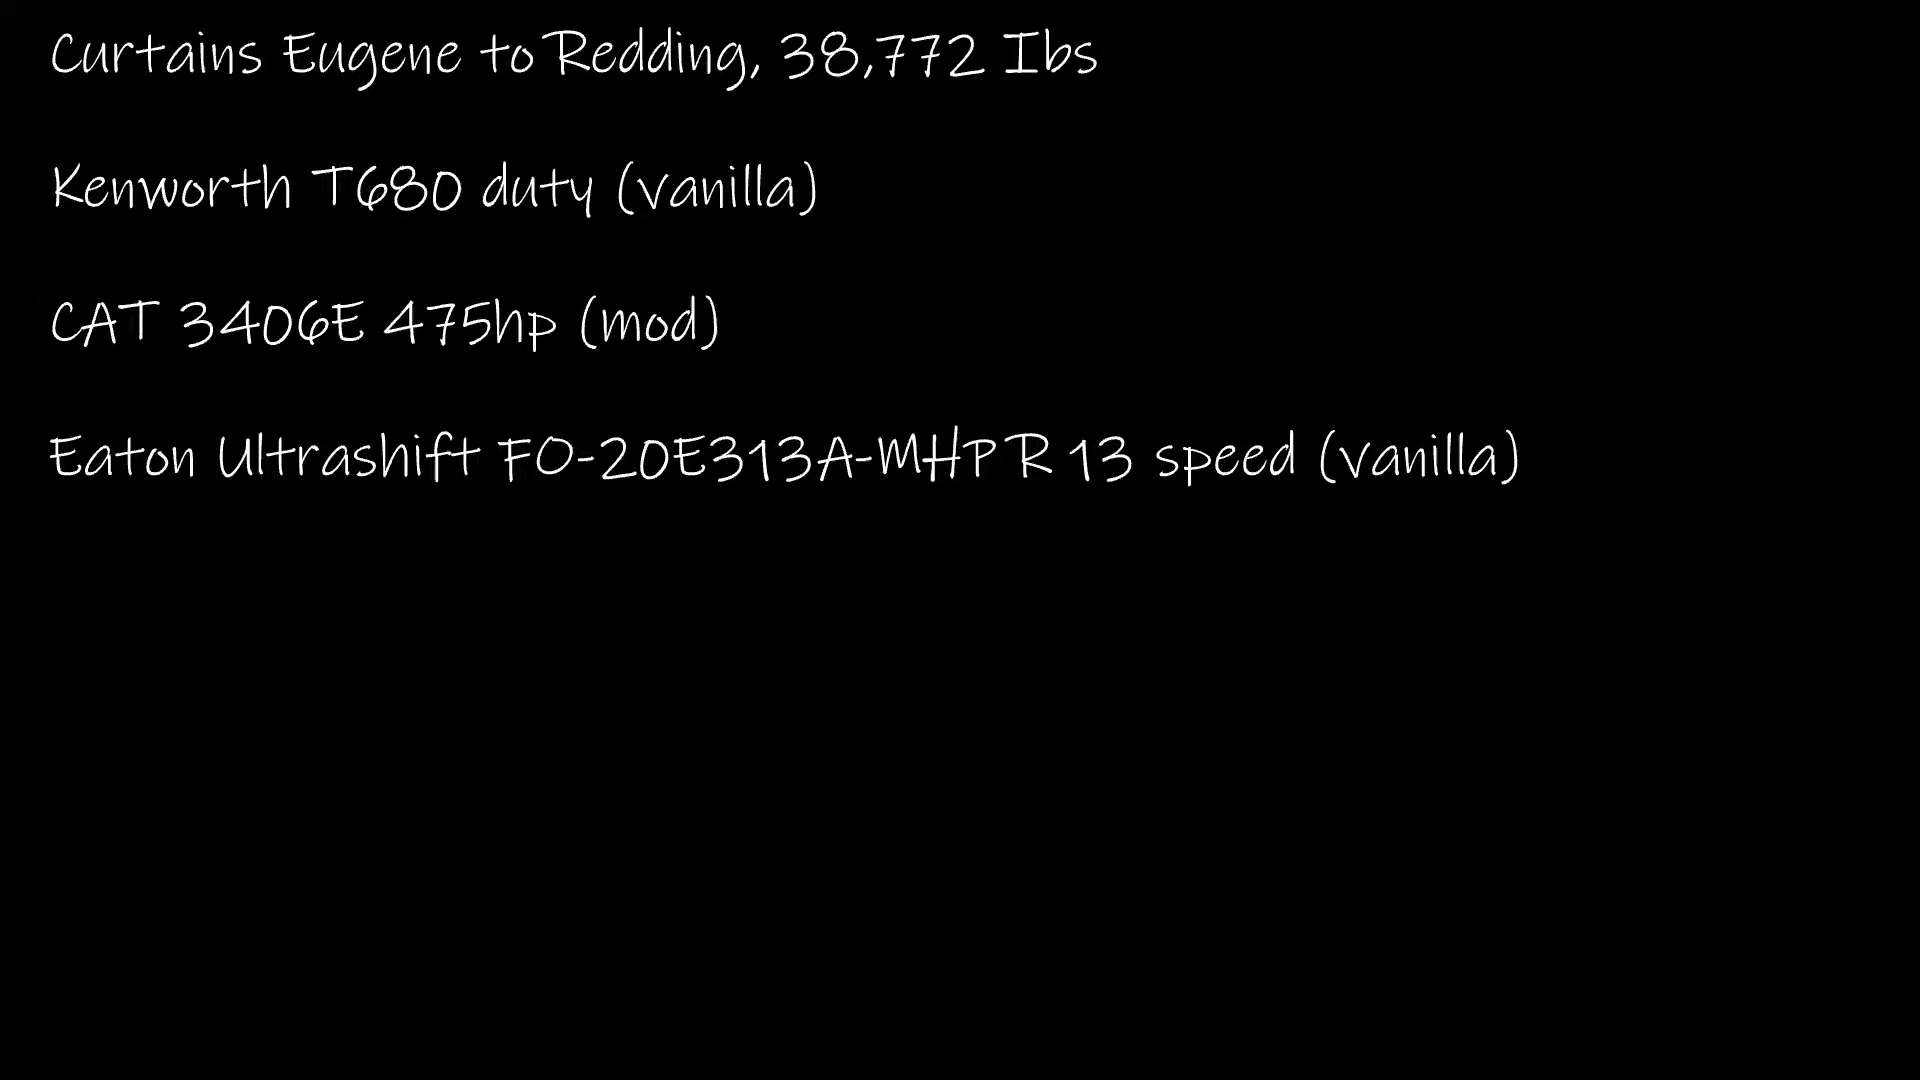 Curtains Eugene to Redding, 38,772 Ibs
Kenworth T680 duty (vanilla)
CAT 3406E 475hp (mod)
Eaton Ultrashift FO-20E313A-MHP R 13 speed (vanilla)